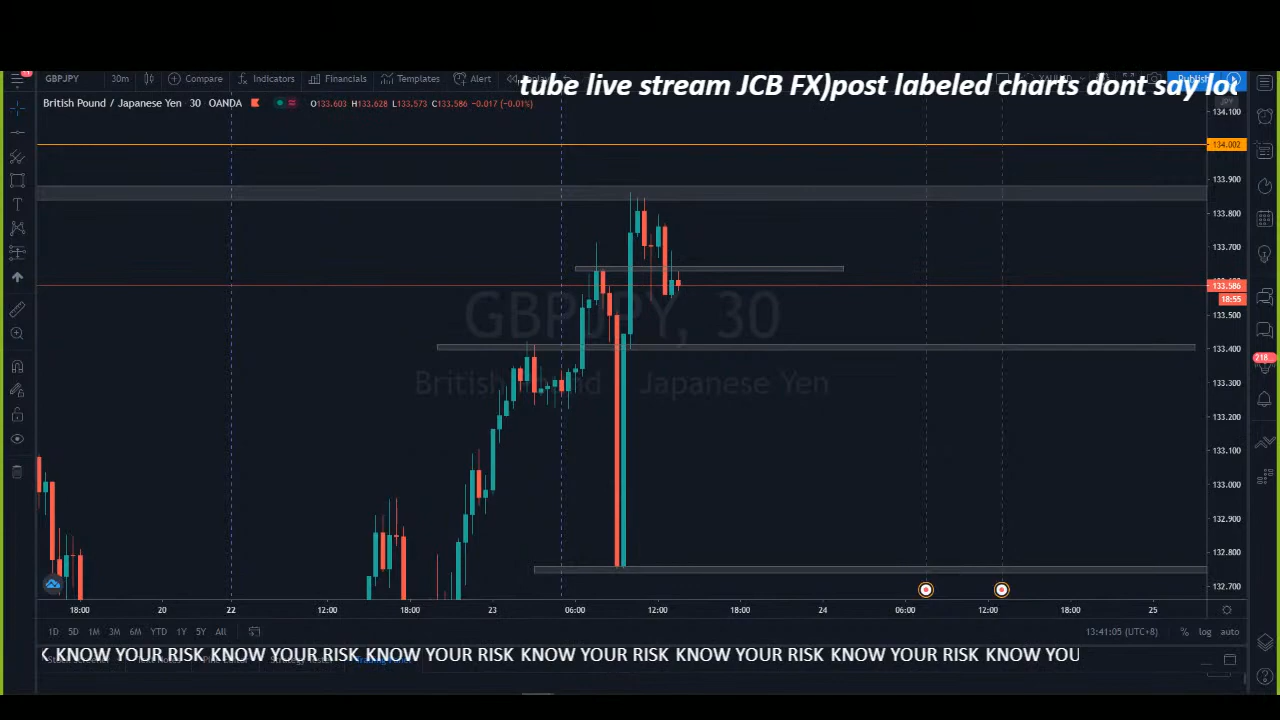 GBPJPY 30m Compare Indicators Financials Templates Alert
tube live stream JCB FX)post labeled charts dont say
British Pound / Japanese Yen 30 OANDA O133.603 H133.628 L133.573 C133.586 −0.017 (−0.01%)
JPY
134.100
134.002
133.900
133.800
133.700
133.586
18:55
133.500
133.400
133.300
133.200
133.100
133.000
132.900
132.800
132.700
GBPJPY, 30
British Pound / Japanese Yen
218
18:00 20 22 12:00 18:00 23 06:00 12:00 18:00 24 06:00 12:00 18:00 25
1D 5D 1M 3M 6M YTD 1Y 5Y All 13:41:05 (UTC+8) % log auto
KNOW YOUR RISK KNOW YOUR RISK KNOW YOUR RISK KNOW YOUR RISK KNOW YOUR RISK KNOW YOUR RISK KNOW YOU